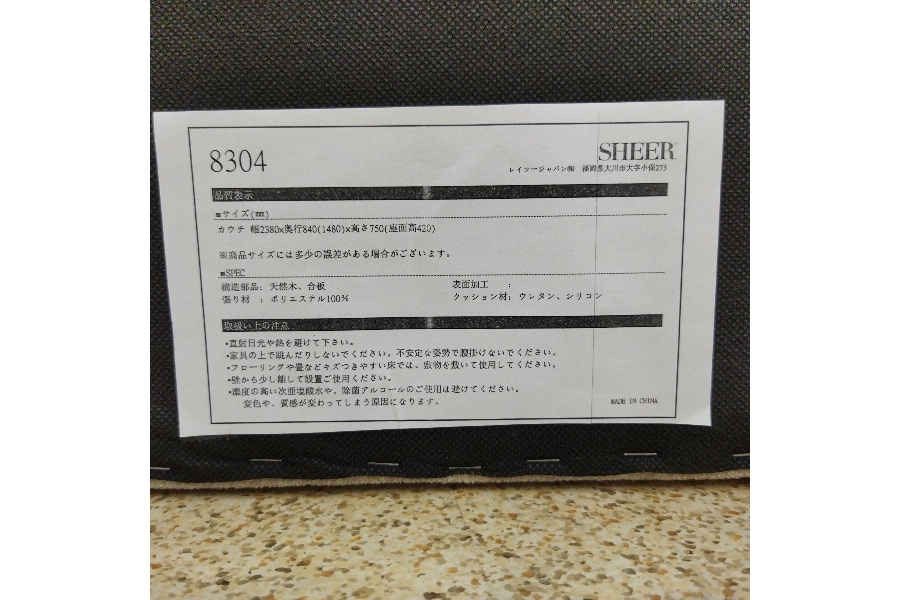 8304
SHEER
レイソージャパン㈱ 福岡県大川市大字小保273
品質表示
■サイズ(㎜)
カウチ 幅2380x奥行840(1480)x高さ750(座面高420)
※商品サイズには多少の誤差がある場合がございます。
■SPEC
構造部品: 天然木、合板 表面加工 :
張り材 : ポリエステル100% クッション材: ウレタン、シリコン
取扱い上の注意
・直射日光や熱を避けて下さい。
・家具の上で跳んだりしないでください。不安定な姿勢で腰掛けないでください。
・フローリングや畳などキズつきやすい床では、敷物を敷いて使用してください。
・壁から少し離して設置ご使用ください。
・濃度の高い次亜塩酸水や、除菌アルコールのご使用は避けてください。
変色や、質感が変わってしまう原因になります。
MADE IN CHINA